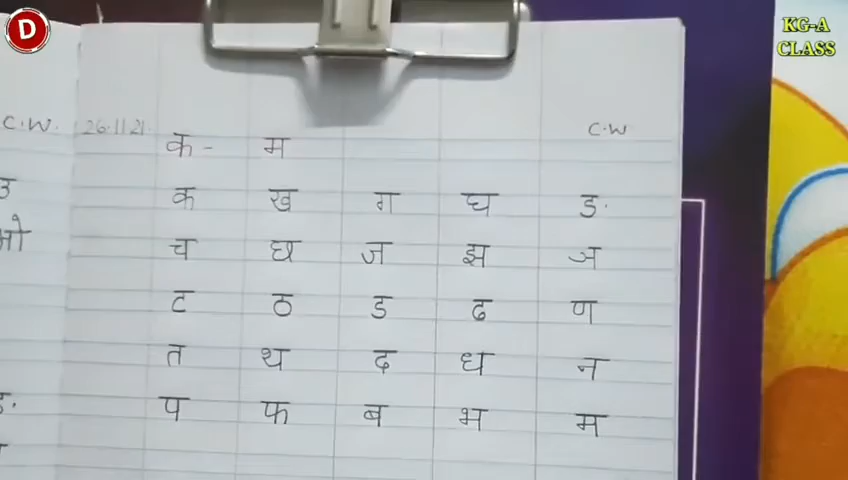 D
KG-A
CLASS
C.W.
26.11.21.
C.W
क - म
क ख ग घ ङ
च छ ज झ ञ
ट ठ ड ढ ण
त थ द ध न
प फ ब भ म